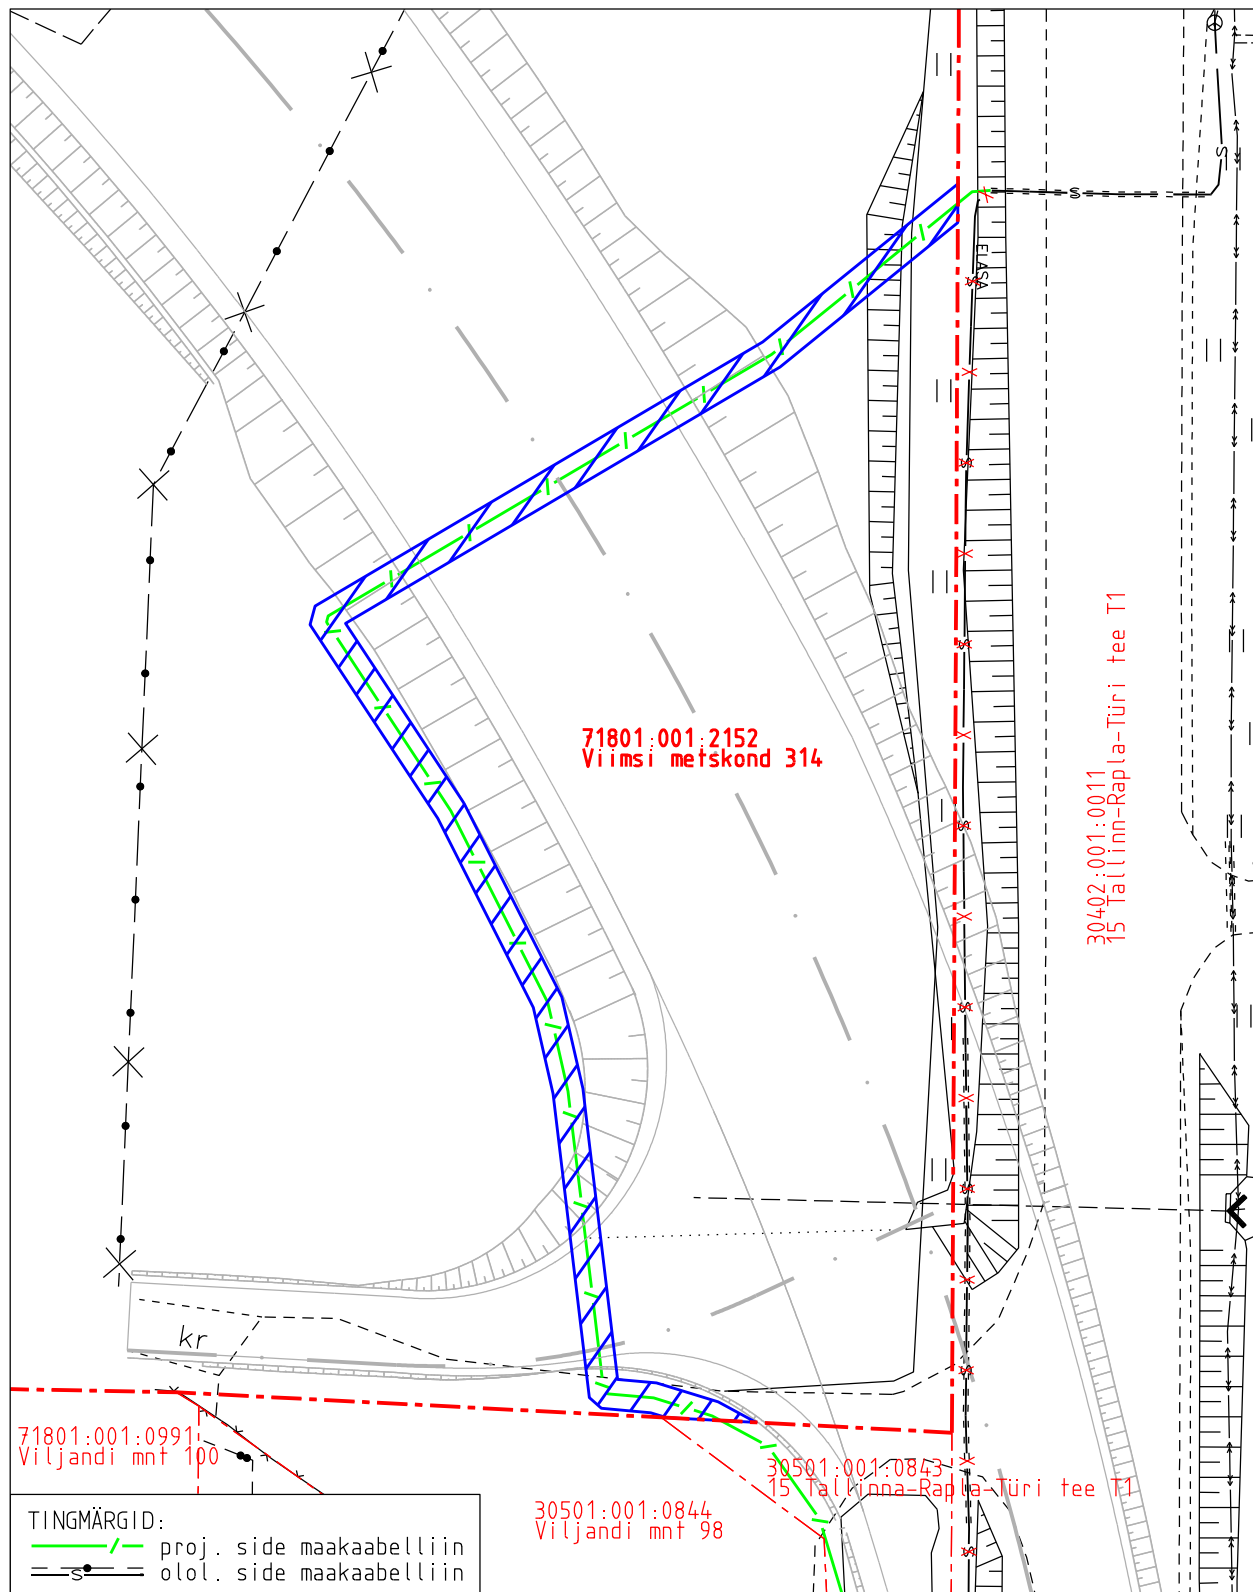 S
S
EIASA
71801:001:2152
Viimsi metskond 314
30402:001:0011
15 Tallinn-Rapla-Türi tee T1
kr
71801:001:0991
Viljandi mnt 100
30501:001:0843
15 Tallinna-Rapla-Türi tee T1
30501:001:0844
Viljandi mnt 98
TINGMÄRGID:
proj. side maakaabelliin
S
olol. side maakaabelliin